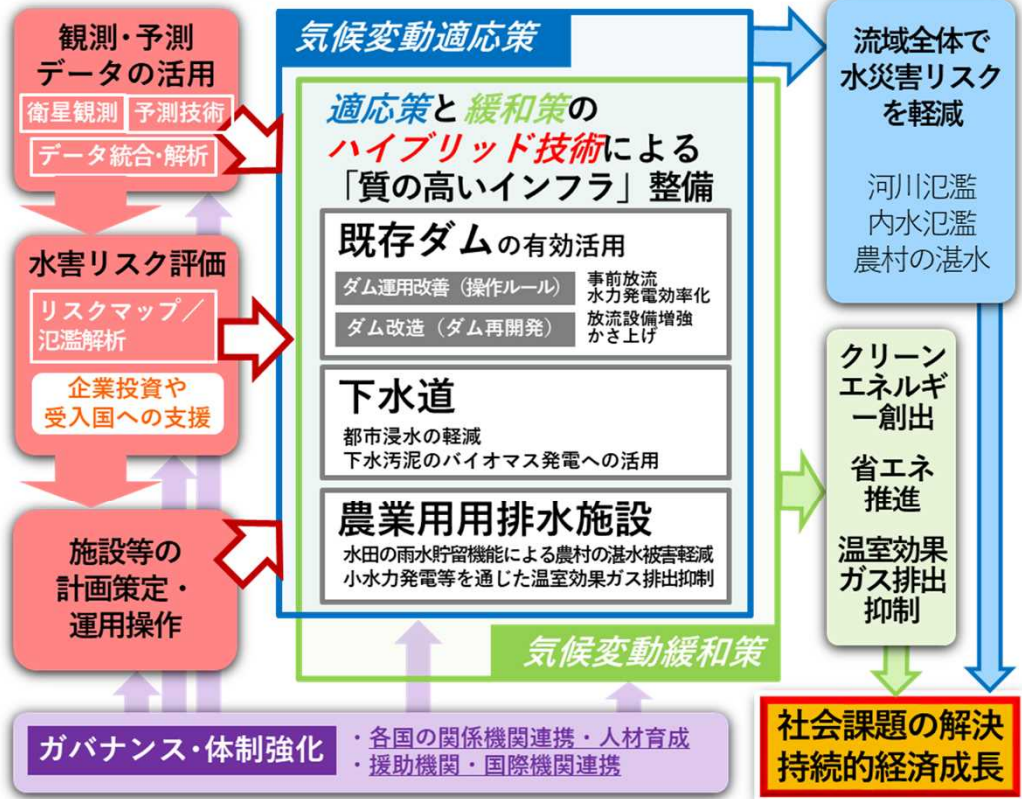 観測・予測
データの活用
衛星観測 予測技術
データ統合・解析
水害リスク評価
リスクマップ／
氾濫解析
企業投資や
受入国への支援
施設等の
計画策定・
運用操作
気候変動適応策
適応策と緩和策の
ハイブリッド技術による
「質の高いインフラ」整備
既存ダムの有効活用
ダム運用改善（操作ルール）
事前放流
水力発電効率化
ダム改造（ダム再開発）
放流設備増強
かさ上げ
下水道
都市浸水の軽減
下水汚泥のバイオマス発電への活用
農業用用排水施設
水田の雨水貯留機能による農村の湛水被害軽減
小水力発電等を通じた温室効果ガス排出抑制
気候変動緩和策
流域全体で
水災害リスク
を軽減
河川氾濫
内水氾濫
農村の湛水
クリーン
エネルギ
ー創出
省エネ
推進
温室効果
ガス排出
抑制
ガバナンス・体制強化
・各国の関係機関連携・人材育成
・援助機関・国際機関連携
社会課題の解決
持続的経済成長